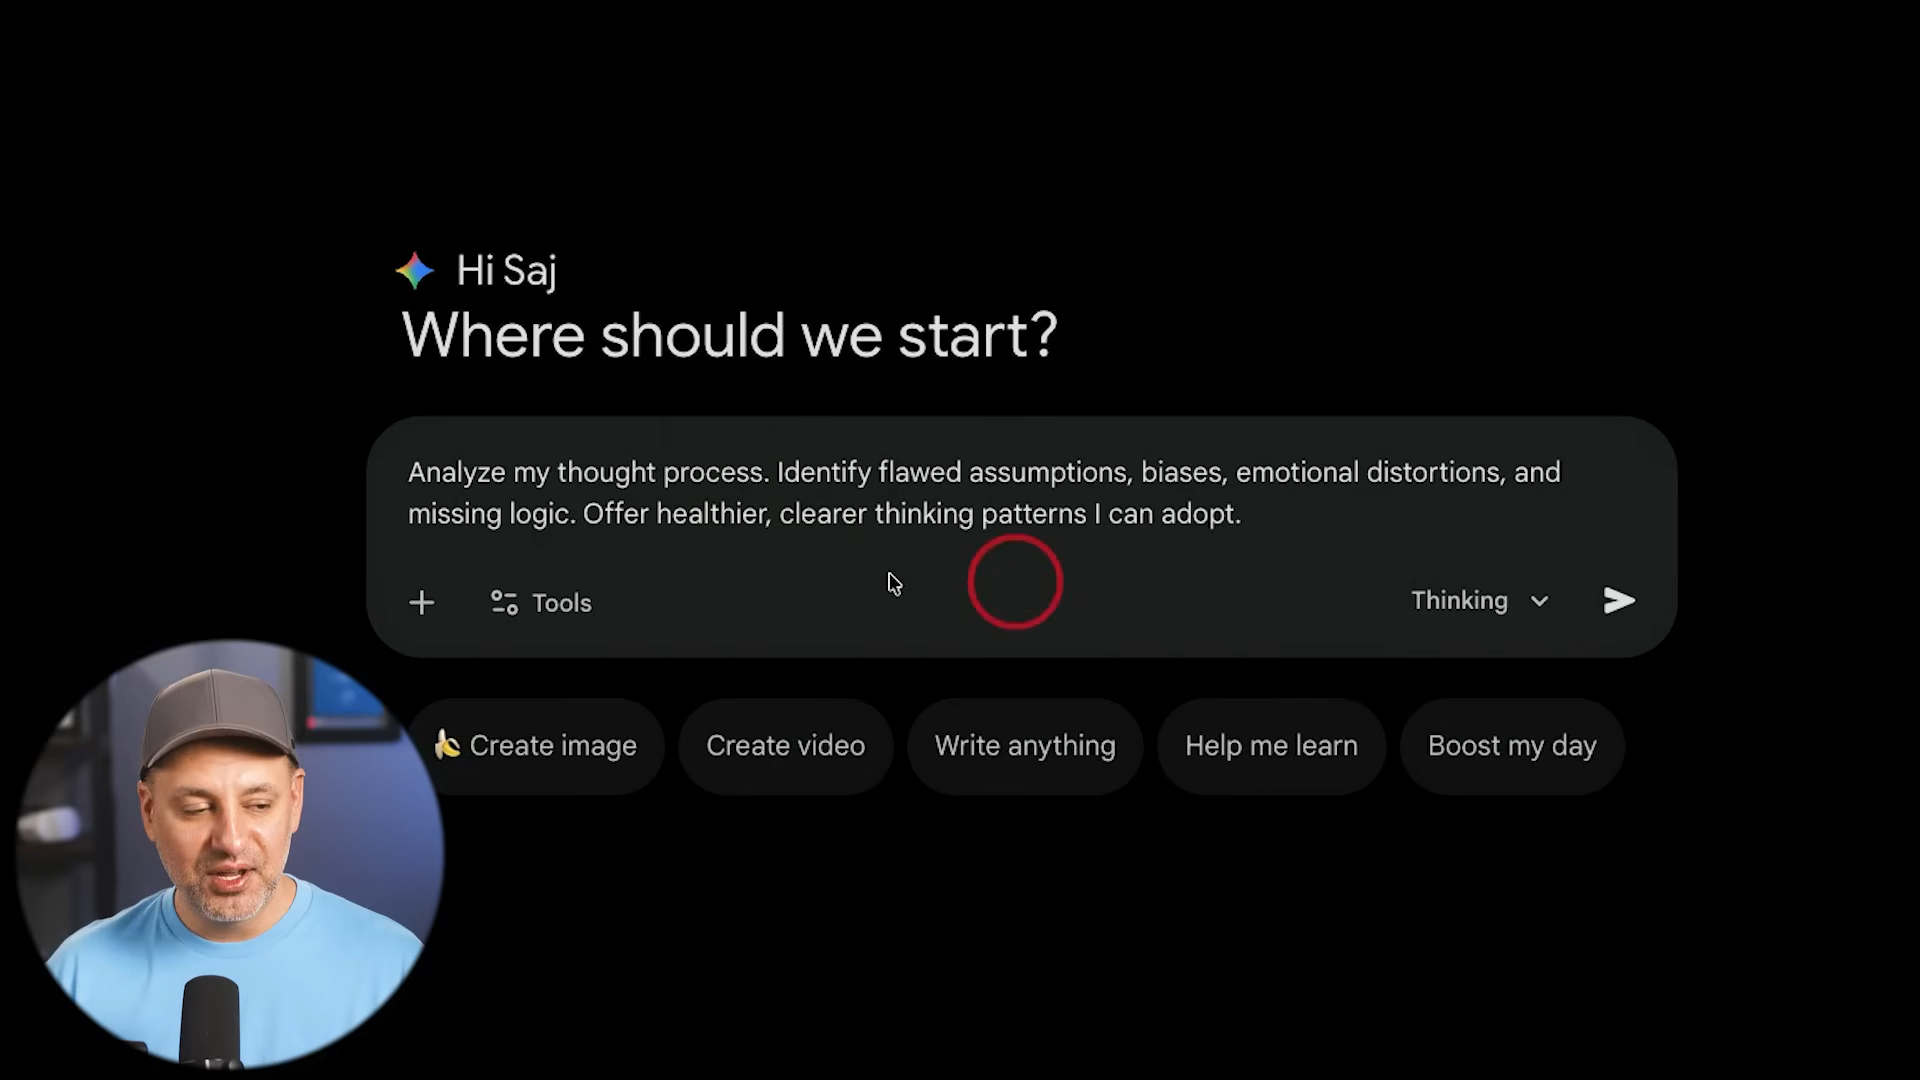 Hi Saj
Where should we start?
Analyze my thought process. Identify flawed assumptions, biases, emotional distortions, and
missing logic. Offer healthier, clearer thinking patterns I can adopt.
Tools
Thinking
Create image
Create video
Write anything
Help me learn
Boost my day